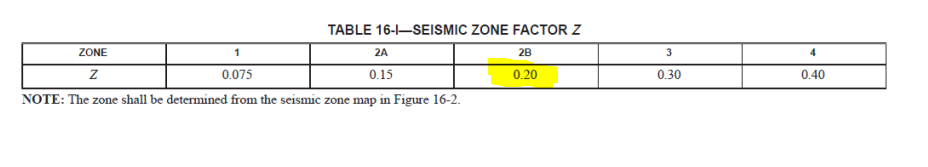 TABLE 16-I—SEISMIC ZONE FACTOR Z
ZONE 1 2A 2B 3 4
Z 0.075 0.15 0.20 0.30 0.40
NOTE: The zone shall be determined from the seismic zone map in Figure 16-2.